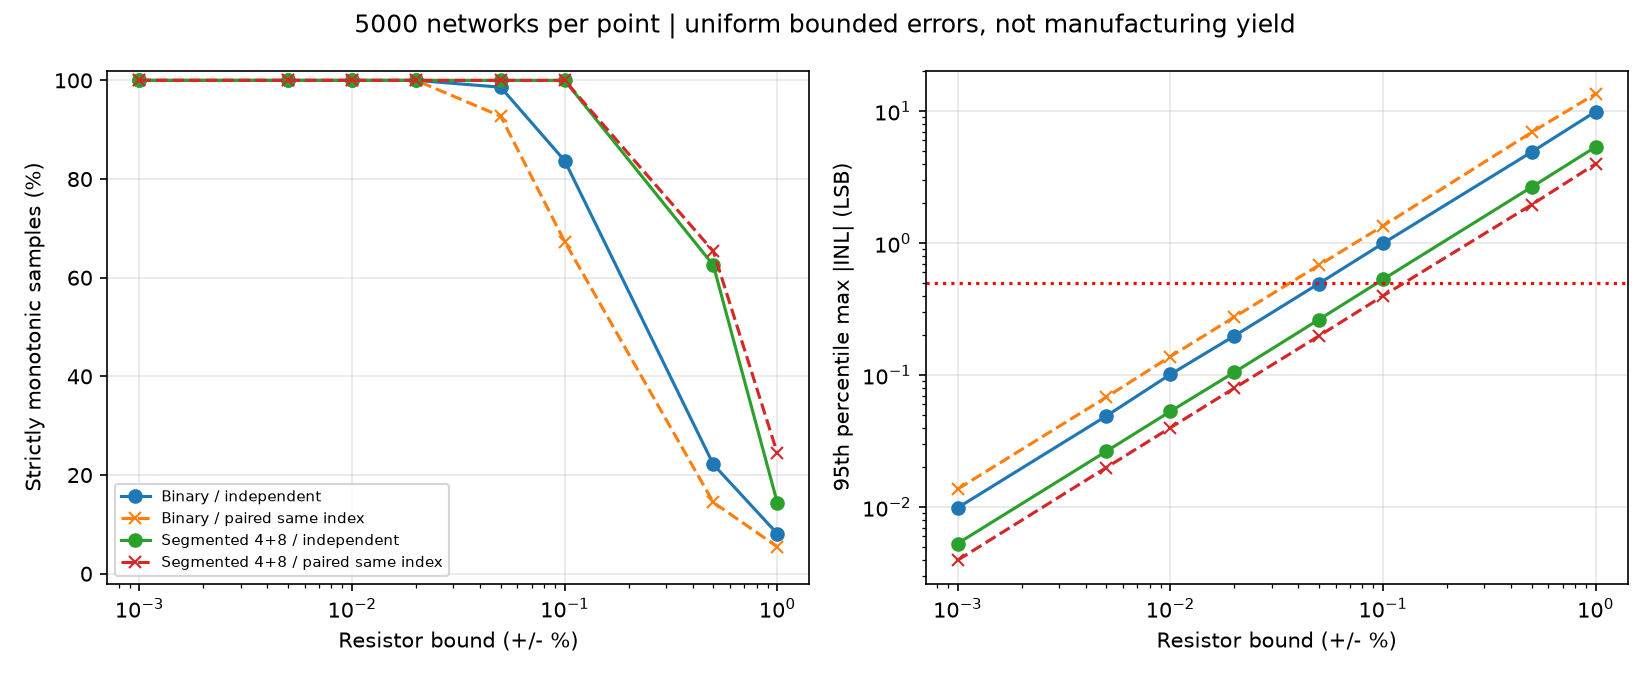 5000 networks per point | uniform bounded errors, not manufacturing yield
Strictly monotonic samples (%)
100
80
60
40
20
0
Binary / independent
Binary / paired same index
Segmented 4+8 / independent
Segmented 4+8 / paired same index
10⁻³ 10⁻² 10⁻¹ 10⁰
Resistor bound (+/- %)
95th percentile max |INL| (LSB)
10¹
10⁰
10⁻¹
10⁻²
10⁻³ 10⁻² 10⁻¹ 10⁰
Resistor bound (+/- %)